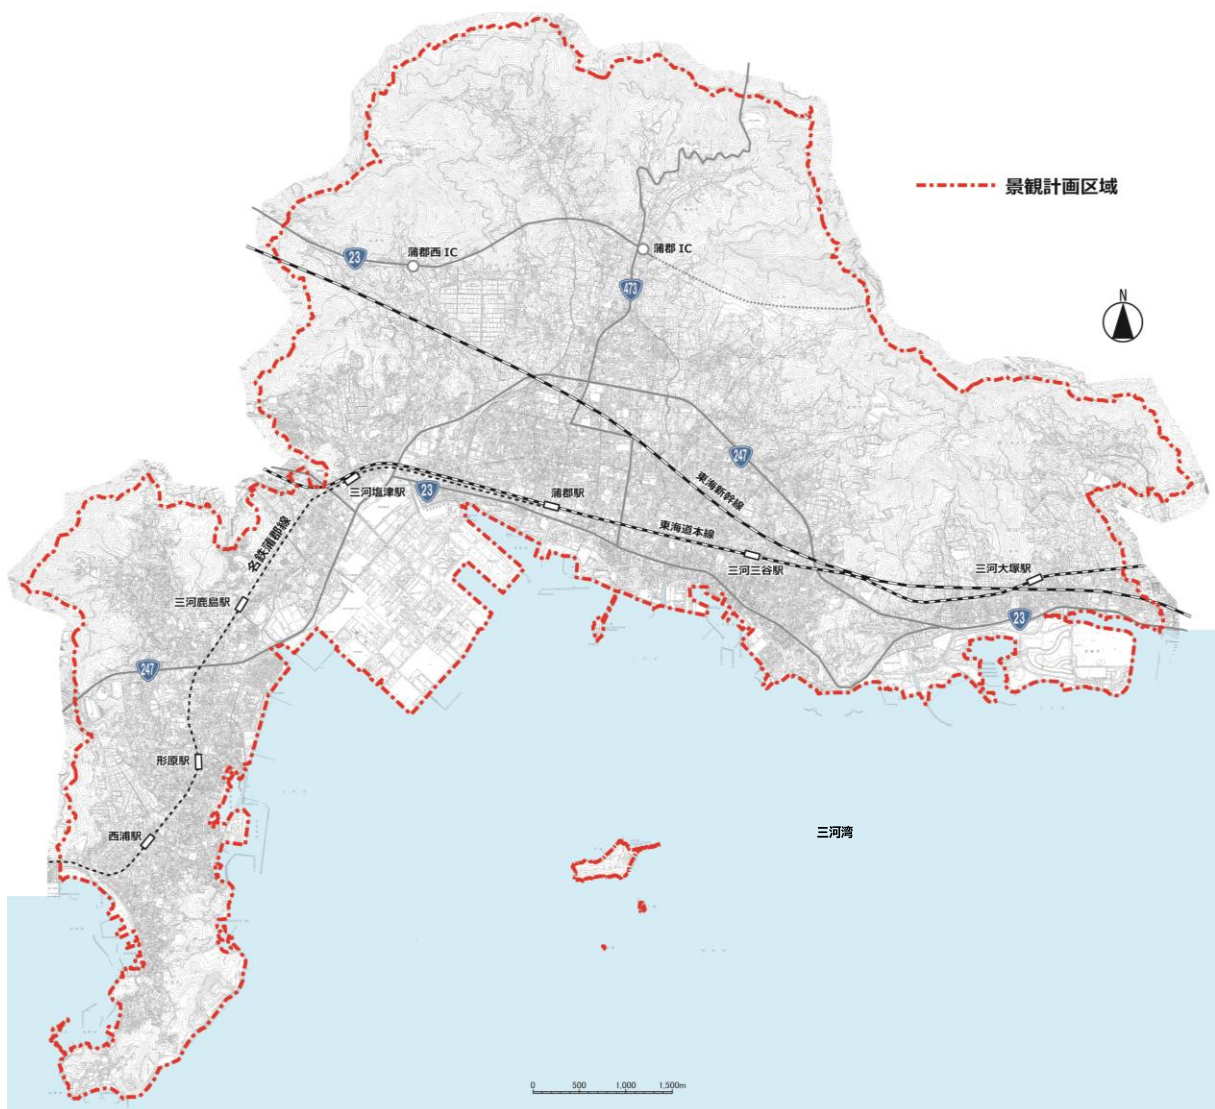 景観計画区域
蒲郡西 IC
蒲郡 IC
23
473
N
247
三河塩津駅
23
蒲郡駅
東海新幹線
東海道本線
名鉄蒲郡線
三河三谷駅
三河大塚駅
三河鹿島駅
23
247
形原駅
西浦駅
三河湾
0 500 1,000 1,500m